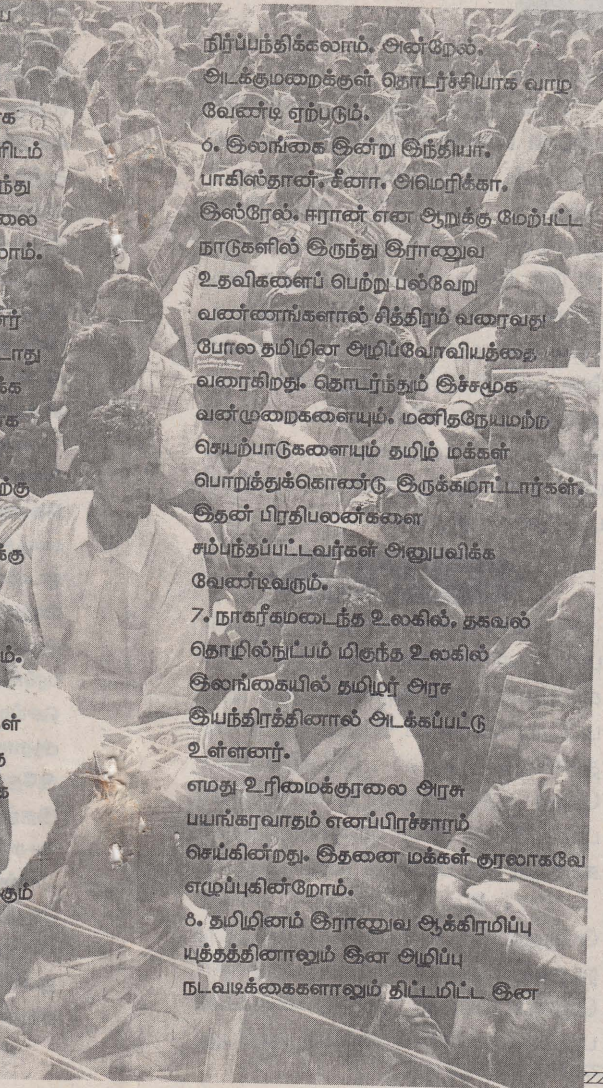 ய
ாக
ரிடம்
ந்து
லை
லாம்.
னர்
டாது
க்க
ாக
ற்கு
க்கு
ம்.
ள்
த
க
கும்
நிர்ப்பந்திக்கலாம். அன்றேல்.
அடக்குமறைக்குள் தொடர்ச்சியாக வாழ
வேண்டி ஏற்படும்.
6. இலங்கை இன்று இந்தியா.
பாகிஸ்தான். சீனா. அமெரிக்கா.
இஸ்ரேல். ஈரான் என ஆறுக்கு மேற்பட்ட
நாடுகளில் இருந்து இராணுவ
உதவிகளைப் பெற்று பல்வேறு
வண்ணங்களால் சித்திரம் வரைவது
போல தமிழின அழிப்வோவியத்தை
வரைகிறது. தொடர்ந்தும் இச்சமூக
வன்முறைகளையும். மனிதநேயமற்ற
செயற்பாடுகளையும் தமிழ் மக்கள்
பொறுத்துக்கொண்டு இருக்கமாட்டார்கள்.
இதன் பிரதிபலன்களை
சம்பந்தப்பட்டவர்கள் அனுபவிக்க
வேண்டிவரும்.
7. நாகரீகமடைந்த உலகில். தகவல்
தொழில்நுட்பம் மிகுந்த உலகில்
இலங்கையில் தமிழர் அரச
இயந்திரத்தினால் அடக்கப்பட்டு
உள்ளனர்.
எமது உரிமைக்குரலை அரசு
பயங்கரவாதம் எனப்பிரச்சாரம்
செய்கின்றது. இதனை மக்கள் குரலாகவே
எழுப்புகின்றோம்.
8. தமிழினம் இராணுவ ஆக்கிரமிப்பு
யுத்தத்தினாலும் இன அழிப்பு
நடவடிக்கைகளாலும் திட்டமிட்ட இன